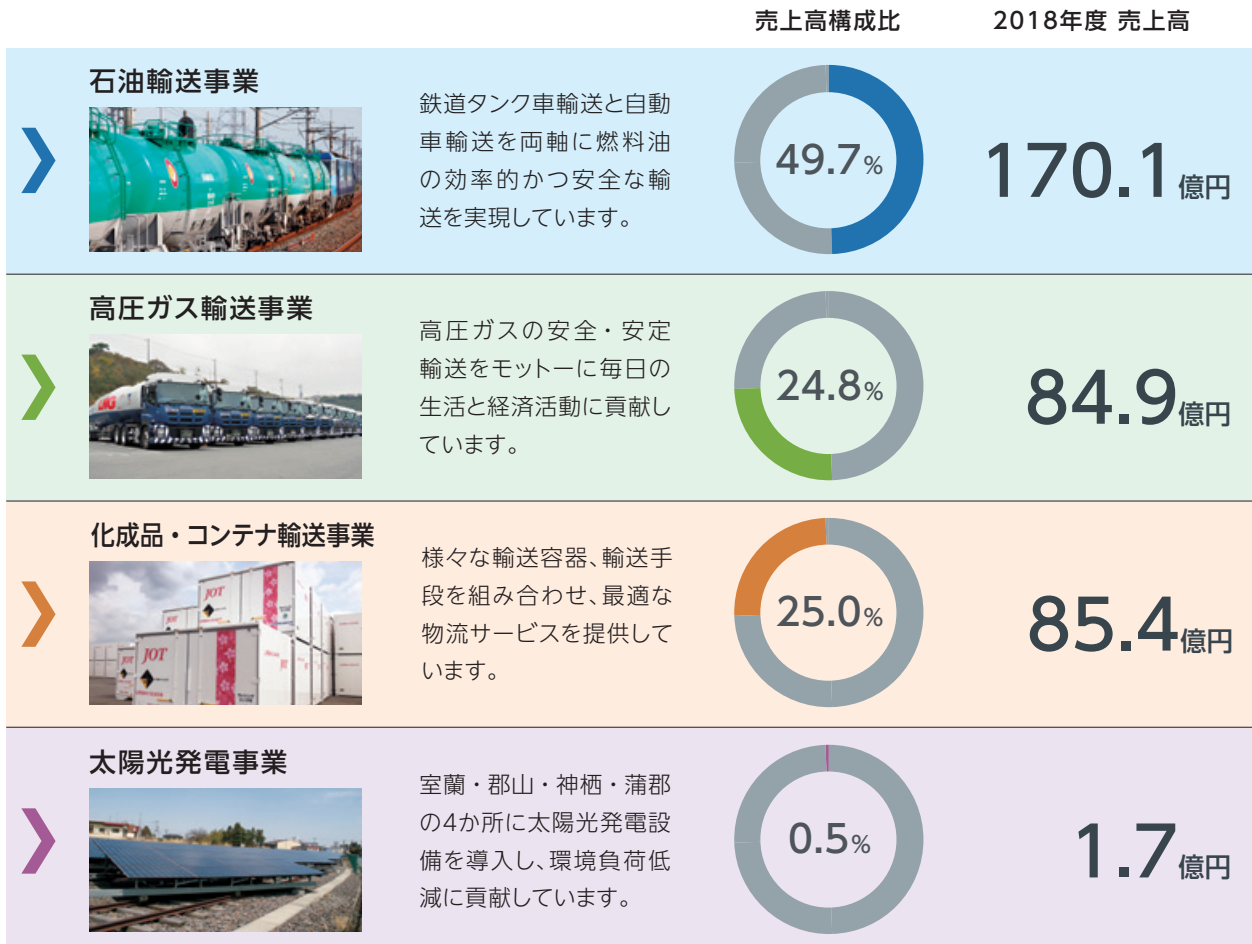 売上高構成比 2018年度 売上高
石油輸送事業
鉄道タンク車輸送と自動
車輸送を両軸に燃料油
の効率的かつ安全な輸
送を実現しています。
49.7%
170.1億円
高圧ガス輸送事業
高圧ガスの安全・安定
輸送をモットーに毎日の
生活と経済活動に貢献し
ています。
24.8%
84.9億円
化成品・コンテナ輸送事業
JOT
JOT
JOT
様々な輸送容器、輸送手
段を組み合わせ、最適な
物流サービスを提供して
います。
25.0%
85.4億円
太陽光発電事業
室蘭・郡山・神栖・蒲郡
の4か所に太陽光発電設
備を導入し、環境負荷低
減に貢献しています。
0.5%
1.7億円